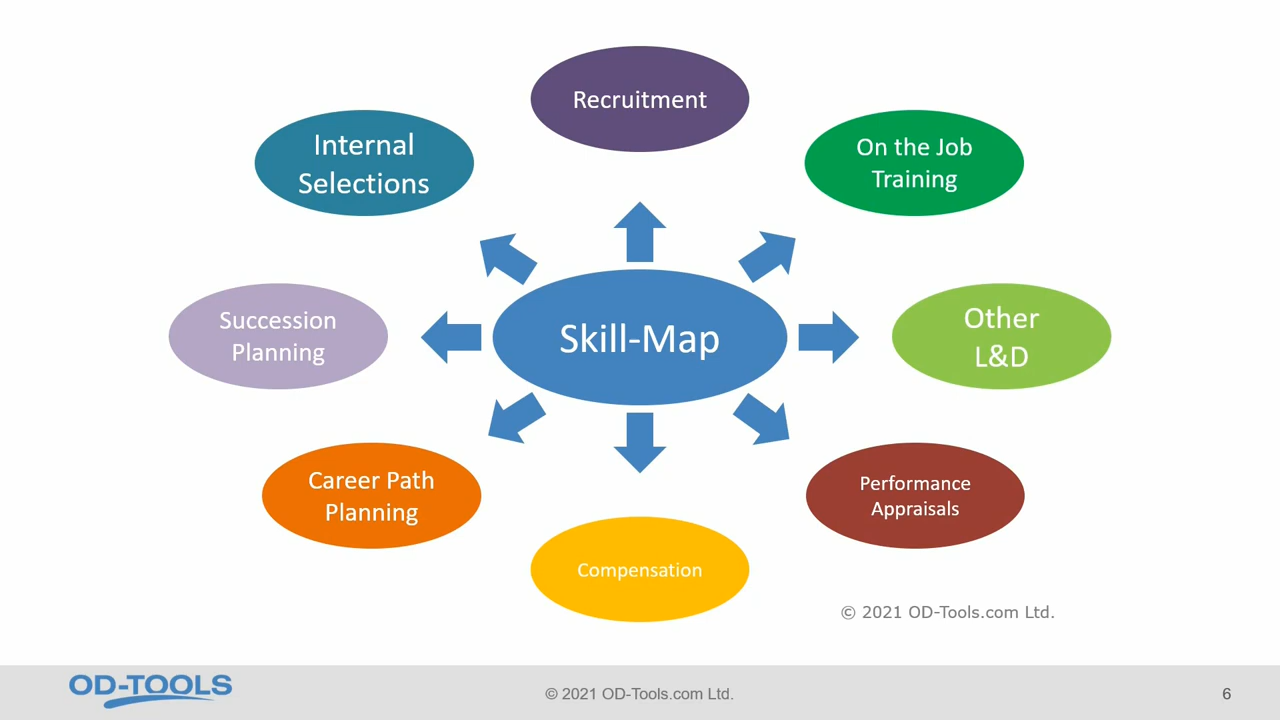 Recruitment
Internal
Selections
On the Job
Training
Succession
Planning
Skill-Map
Other
L&D
Career Path
Planning
Performance
Appraisals
Compensation
© 2021 OD-Tools.com Ltd.
OD-TOOLS
© 2021 OD-Tools.com Ltd.
6